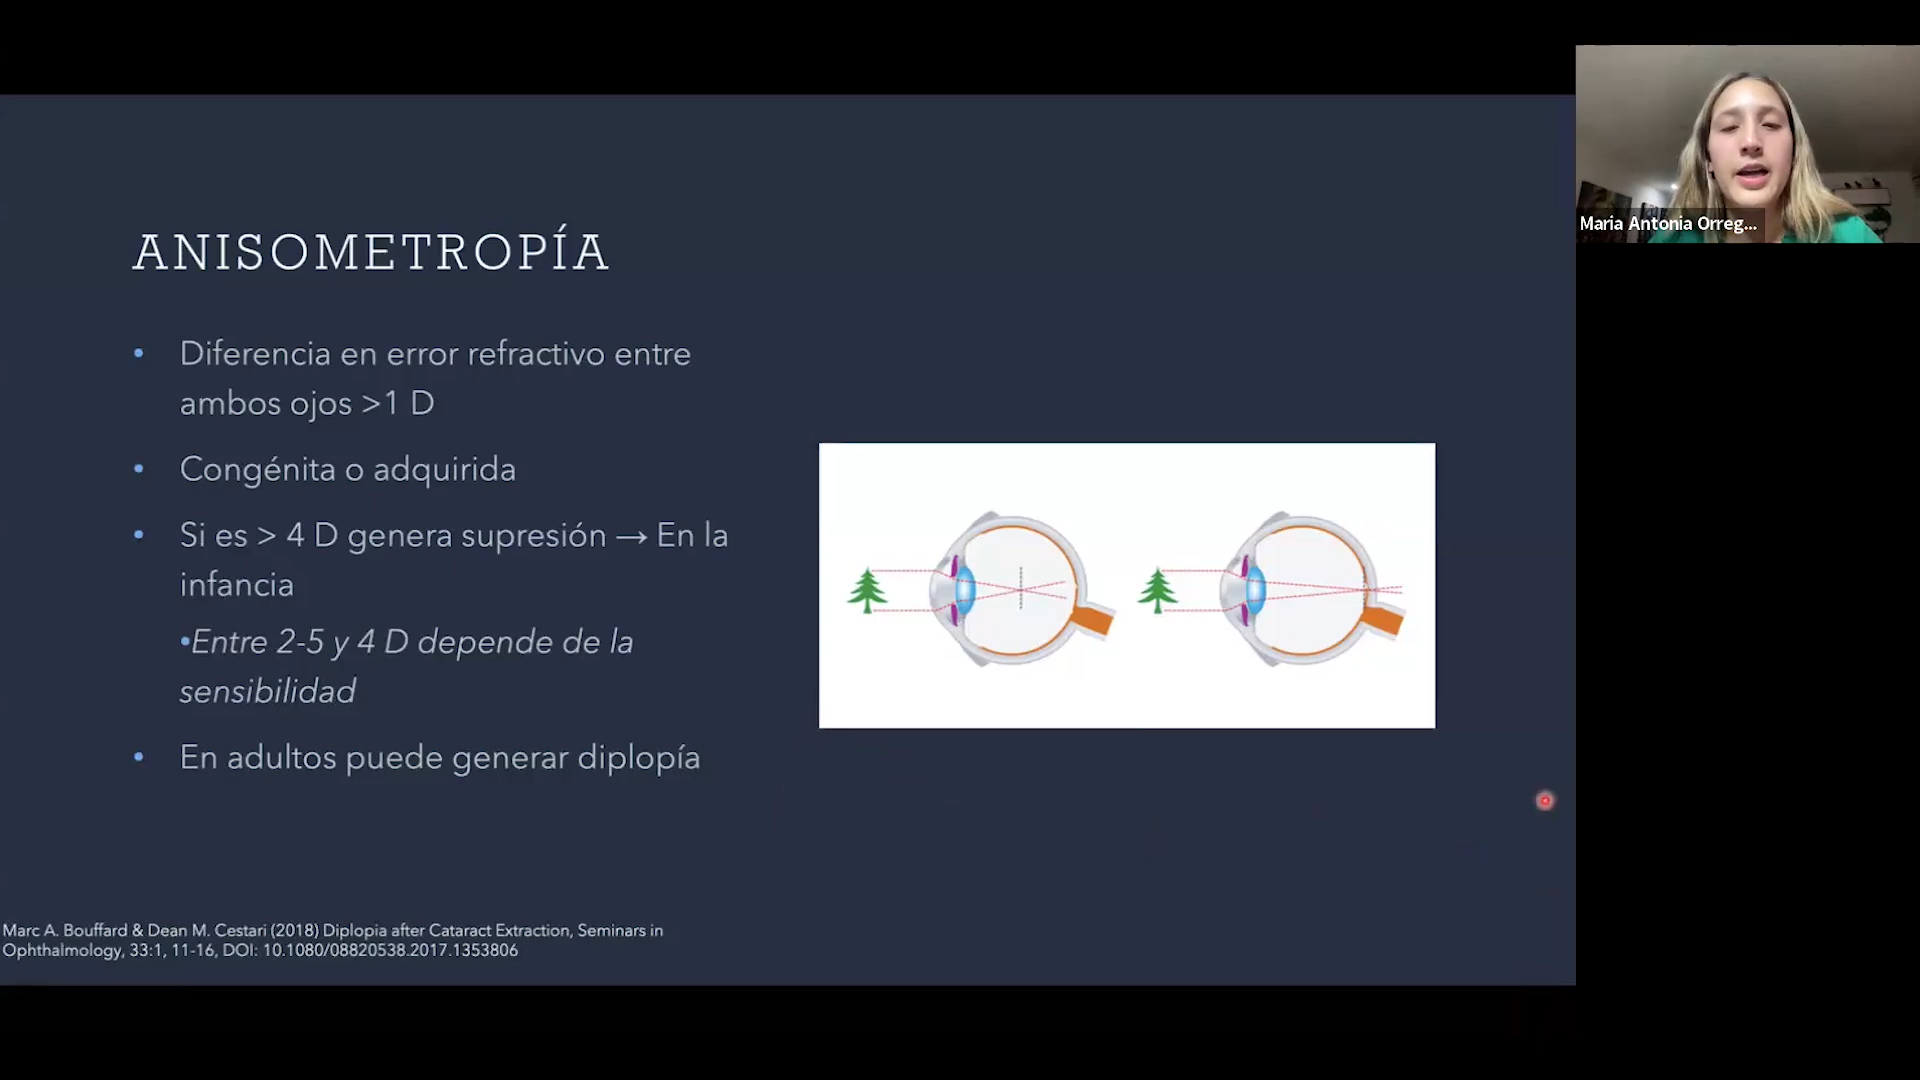 ANISOMETROPÍA
• Diferencia en error refractivo entre
ambos ojos >1 D
• Congénita o adquirida
• Si es > 4 D genera supresión → En la
infancia
•Entre 2-5 y 4 D depende de la
sensibilidad
• En adultos puede generar diplopía
Marc A. Bouffard & Dean M. Cestari (2018) Diplopia after Cataract Extraction, Seminars in
Ophthalmology, 33:1, 11-16, DOI: 10.1080/08820538.2017.1353806
Maria Antonia Orreg...